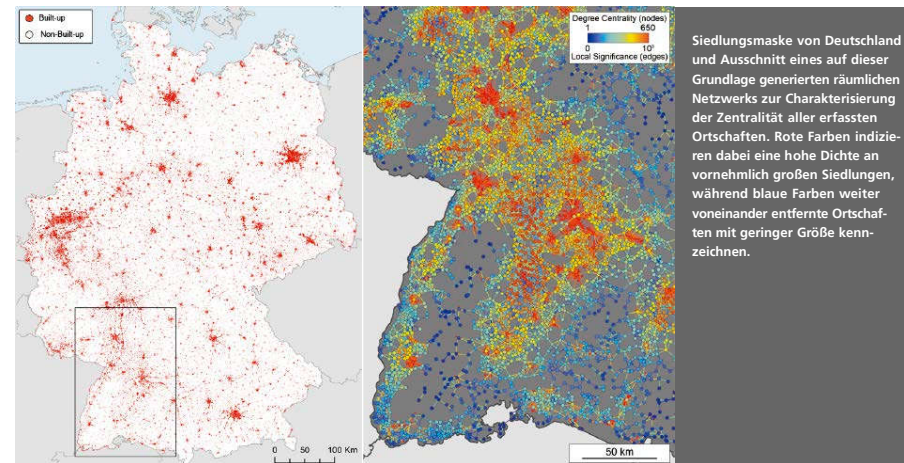 Built-up
Non-Built-up
0 50 100 Km
Degree Centrality (nodes)
1 650
0 10⁵
Local Significance (edges)
50 km
Siedlungsmaske von Deutschland
und Ausschnitt eines auf dieser
Grundlage generierten räumlichen
Netzwerks zur Charakterisierung
der Zentralität aller erfassten
Ortschaften. Rote Farben indizie-
ren dabei eine hohe Dichte an
vornehmlich großen Siedlungen,
während blaue Farben weiter
voneinander entfernte Ortschaf-
ten mit geringer Größe kenn-
zeichnen.